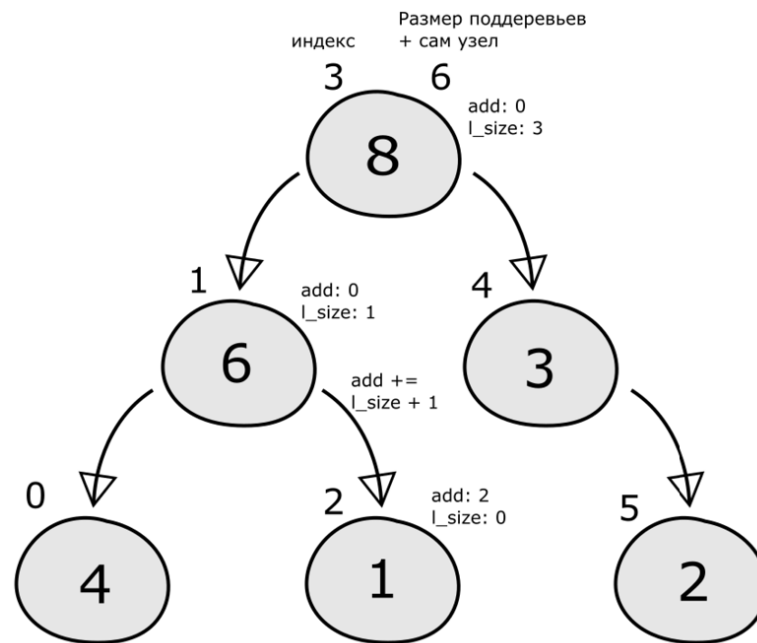 Размер поддеревьев
+ сам узел
индекс
3
6
add: 0
l_size: 3
8
1
add: 0
l_size: 1
4
6
3
add +=
l_size + 1
0
2
add: 2
l_size: 0
5
4
1
2